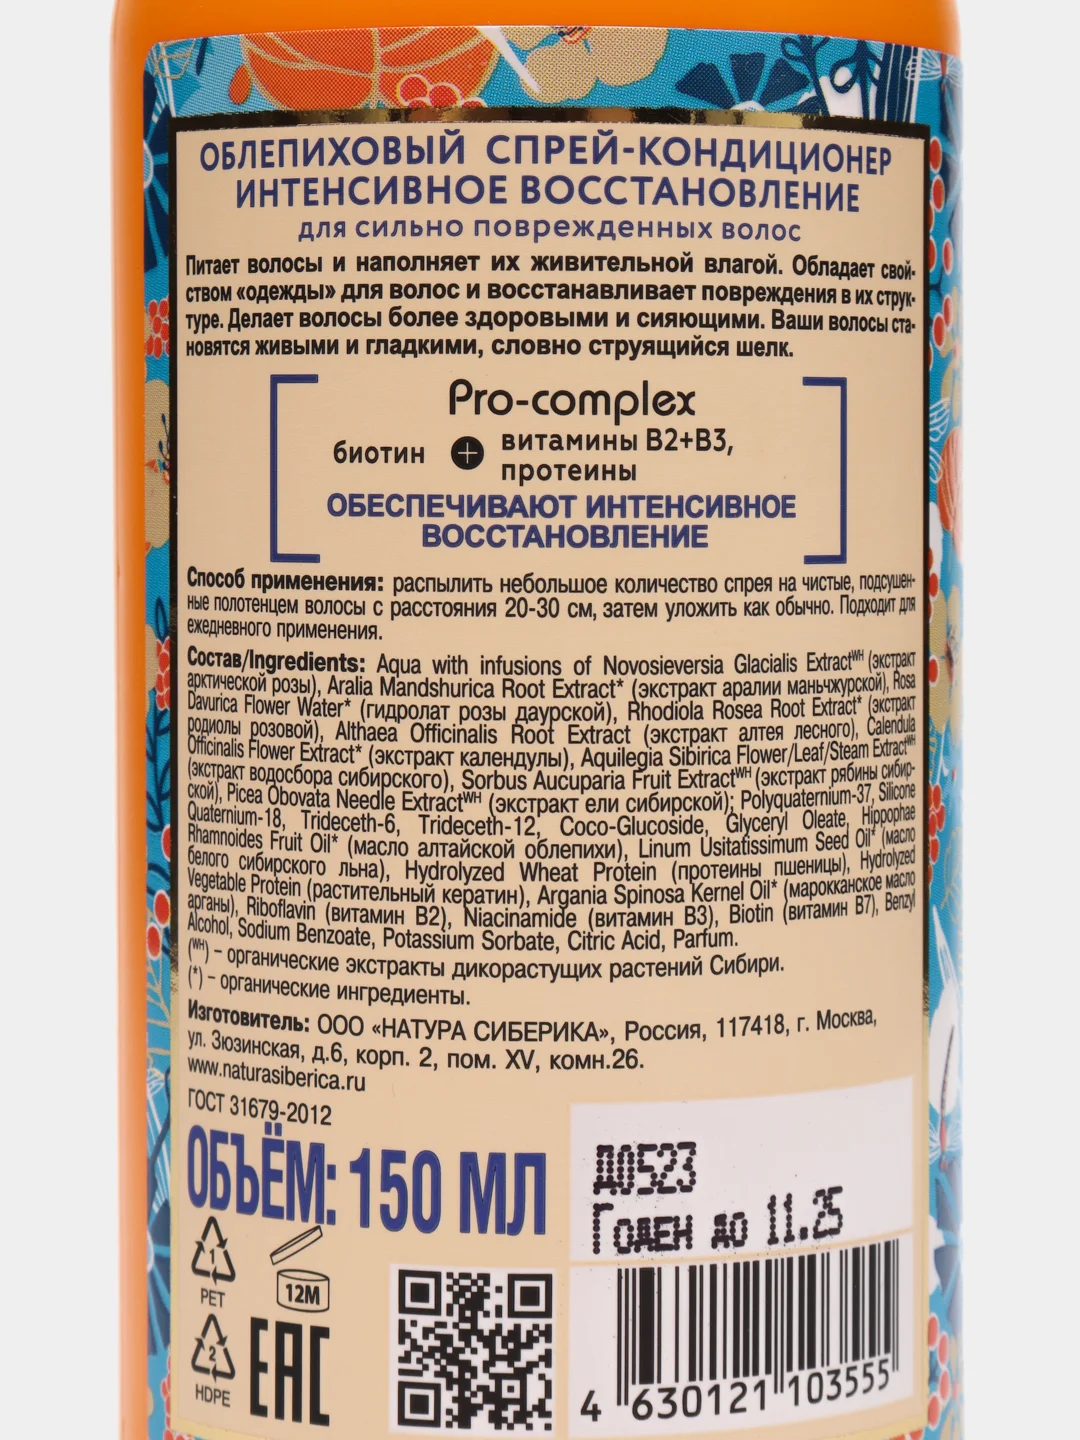 ОБЛЕПИХОВЫЙ СПРЕЙ-КОНДИЦИОНЕР
ИНТЕНСИВНОЕ ВОССТАНОВЛЕНИЕ
для сильно поврежденных волос
Питает волосы и наполняет их живительной влагой. Обладает свой-
ством «одежды» для волос и восстанавливает повреждения в их струк-
туре. Делает волосы более здоровыми и сияющими. Ваши волосы ста-
новятся живыми и гладкими, словно струящийся шелк.
Pro-complex
биотин + витамины B2+B3,
протеины
ОБЕСПЕЧИВАЮТ ИНТЕНСИВНОЕ
ВОССТАНОВЛЕНИЕ
Способ применения: распылить небольшое количество спрея на чистые, подсушен-
ные полотенцем волосы с расстояния 20-30 см, затем уложить как обычно. Подходит для
ежедневного применения.
Состав/Ingredients: Aqua with infusions of Novosieversia Glacialis Extract^WH (экстракт
арктической розы), Aralia Mandshurica Root Extract* (экстракт аралии маньчжурской), Rosa
Davurica Flower Water* (гидролат розы даурской), Rhodiola Rosea Root Extract* (экстракт
родиолы розовой), Althaea Officinalis Root Extract (экстракт алтея лесного), Calendula
Officinalis Flower Extract* (экстракт календулы), Aquilegia Sibirica Flower/Leaf/Steam Extract^WH
(экстракт водосбора сибирского), Sorbus Aucuparia Fruit Extract^WH (экстракт рябины сибир-
ской), Picea Obovata Needle Extract^WH (экстракт ели сибирской); Polyquaternium-37, Silicone
Quaternium-18, Trideceth-6, Trideceth-12, Coco-Glucoside, Glyceryl Oleate, Hippophae
Rhamnoides Fruit Oil* (масло алтайской облепихи), Linum Usitatissimum Seed Oil* (масло
белого сибирского льна), Hydrolyzed Wheat Protein (протеины пшеницы), Hydrolyzed
Vegetable Protein (растительный кератин), Argania Spinosa Kernel Oil* (марокканское масло
арганы), Riboflavin (витамин B2), Niacinamide (витамин B3), Biotin (витамин B7), Benzyl
Alcohol, Sodium Benzoate, Potassium Sorbate, Citric Acid, Parfum.
(^WH) – органические экстракты дикорастущих растений Сибири.
(*) – органические ингредиенты.
Изготовитель: ООО «НАТУРА СИБЕРИКА», Россия, 117418, г. Москва,
ул. Зюзинская, д.6, корп. 2, пом. XV, комн.26.
www.naturasiberica.ru
ГОСТ 31679-2012
ОБЪЁМ: 150 МЛ
Д0523
Годен до 11.25
1
PET
12M
2
HDPE
EAC
4 630121 103555